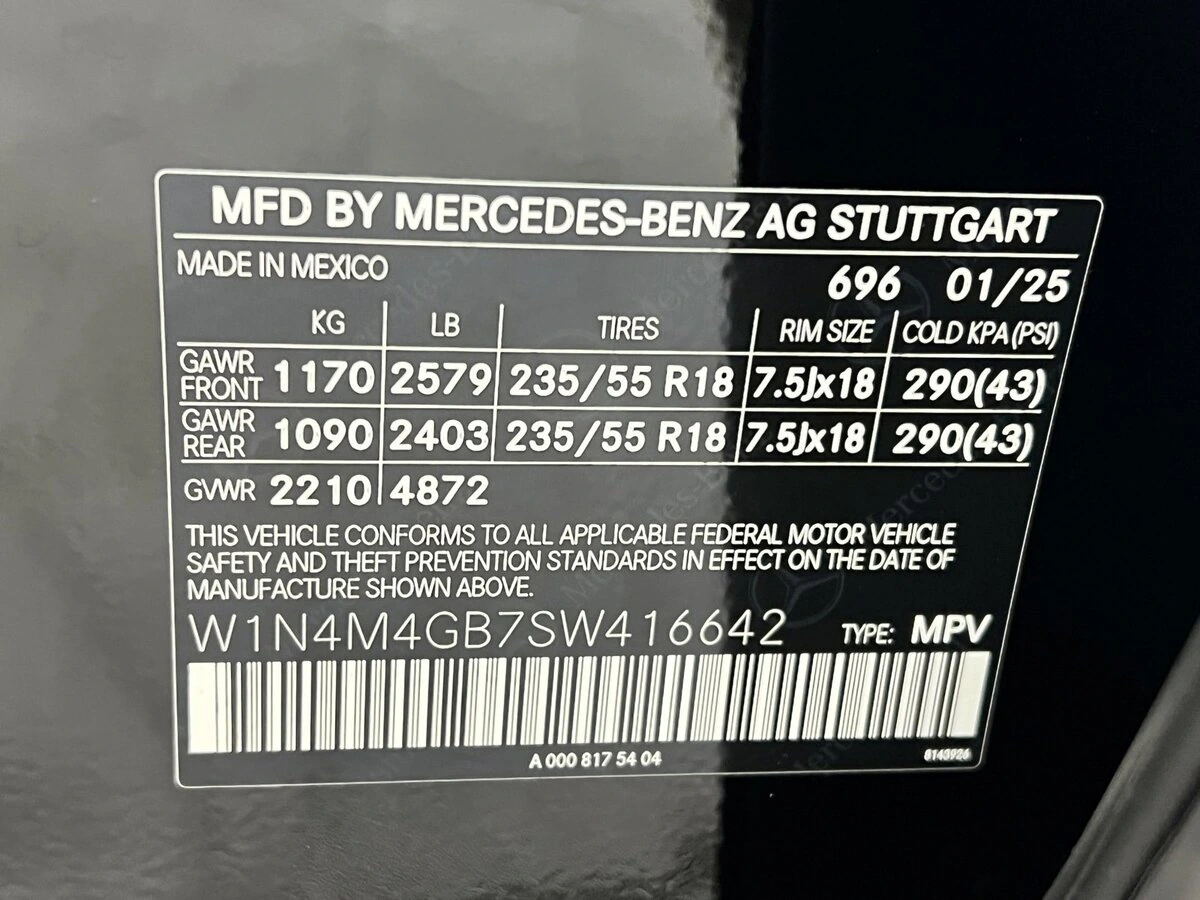 MFD BY MERCEDES-BENZ AG STUTTGART
MADE IN MEXICO
696 01/25
KG LB TIRES RIM SIZE COLD KPA (PSI)
GAWR FRONT 1170 2579 235/55 R18 7.5Jx18 290(43)
GAWR REAR 1090 2403 235/55 R18 7.5Jx18 290(43)
GVWR 2210 4872
THIS VEHICLE CONFORMS TO ALL APPLICABLE FEDERAL MOTOR VEHICLE
SAFETY AND THEFT PREVENTION STANDARDS IN EFFECT ON THE DATE OF
MANUFACTURE SHOWN ABOVE.
W1N4M4GB7SW416642 TYPE: MPV
A 000 817 54 04 8143926